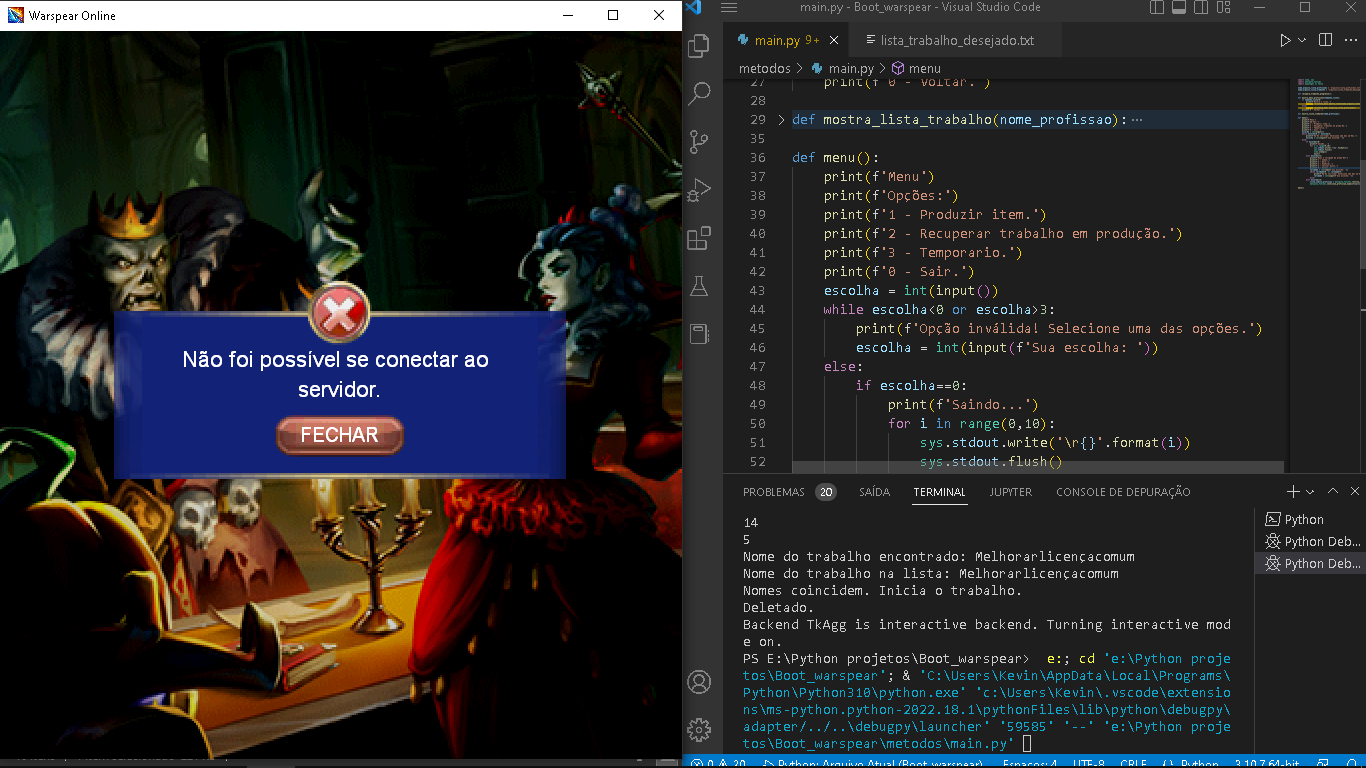 Warspear Online
Não foi possível se conectar ao
servidor.
FECHAR
main.py - Boot_warspear - Visual Studio Code
main.py 9+
lista_trabalho_desejado.txt
metodos > main.py > menu
27 print(f'0 - Voltar.')
28
29 def mostra_lista_trabalho(nome_profissao):...
35
36 def menu():
37 print(f'Menu')
38 print(f'Opções:')
39 print(f'1 - Produzir item.')
40 print(f'2 - Recuperar trabalho em produção.')
41 print(f'3 - Temporario.')
42 print(f'0 - Sair.')
43 escolha = int(input())
44 while escolha<0 or escolha>3:
45 print(f'Opção inválida! Selecione uma das opções.')
46 escolha = int(input(f'Sua escolha: '))
47 else:
48 if escolha==0:
49 print(f'Saindo...')
50 for i in range(0,10):
51 sys.stdout.write('\r{}'.format(i))
52 sys.stdout.flush()
PROBLEMAS 20 SAÍDA TERMINAL JUPYTER CONSOLE DE DEPURAÇÃO
14
5
Nome do trabalho encontrado: Melhorarlicençacomum
Nome do trabalho na lista: Melhorarlicençacomum
Nomes coincidem. Inicia o trabalho.
Deletado.
Backend TkAgg is interactive backend. Turning interactive mod
e on.
PS E:\Python projetos\Boot_warspear> e:; cd 'e:\Python proje
tos\Boot_warspear'; & 'C:\Users\Kevin\AppData\Local\Programs\
Python\Python310\python.exe' 'c:\Users\Kevin\.vscode\extensio
ns\ms-python.python-2022.18.1\pythonFiles\lib\python\debugpy\
adapter/../..\debugpy\launcher' '59585' '--' 'e:\Python proje
tos\Boot_warspear\metodos\main.py'
Python
Python Deb...
Python Deb...
0 20 Python: Arquivo Atual (Boot_warspear) Espaços: 4 UTF-8 CRLF Python 3.10.7 64-bit